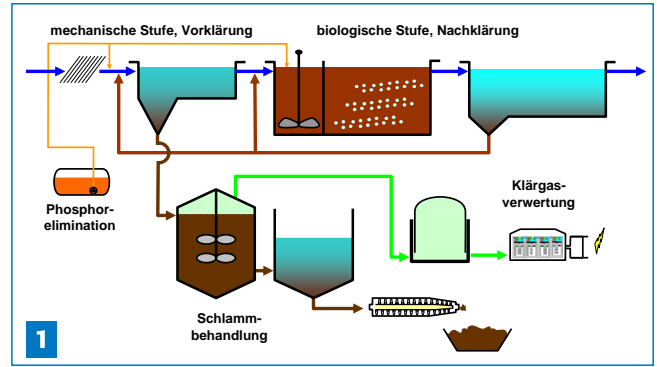 mechanische Stufe, Vorklärung
biologische Stufe, Nachklärung
Phosphor-
elimination
Klärgas-
verwertung
Schlamm-
behandlung
1